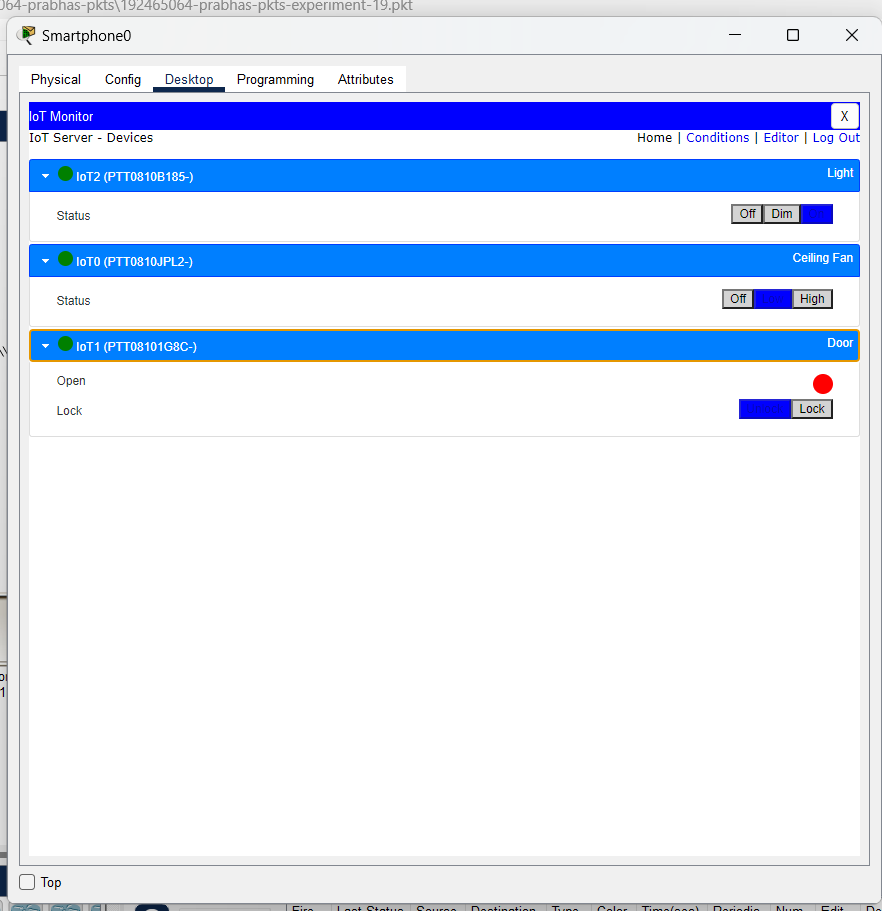 064-prabhas-pkts\192465064-prabhas-pkts-experiment-19.pkt
Smartphone0
Physical Config Desktop Programming Attributes
IoT Monitor X
IoT Server - Devices Home | Conditions | Editor | Log Out
IoT2 (PTT0810B185-) Light
Status Off Dim
IoT0 (PTT0810JPL2-) Ceiling Fan
Status Off Low High
IoT1 (PTT08101G8C-) Door
Open
Lock Lock
Top
Fire Last Status Source Destination Type Color Time(sec) Periodic Num Edit